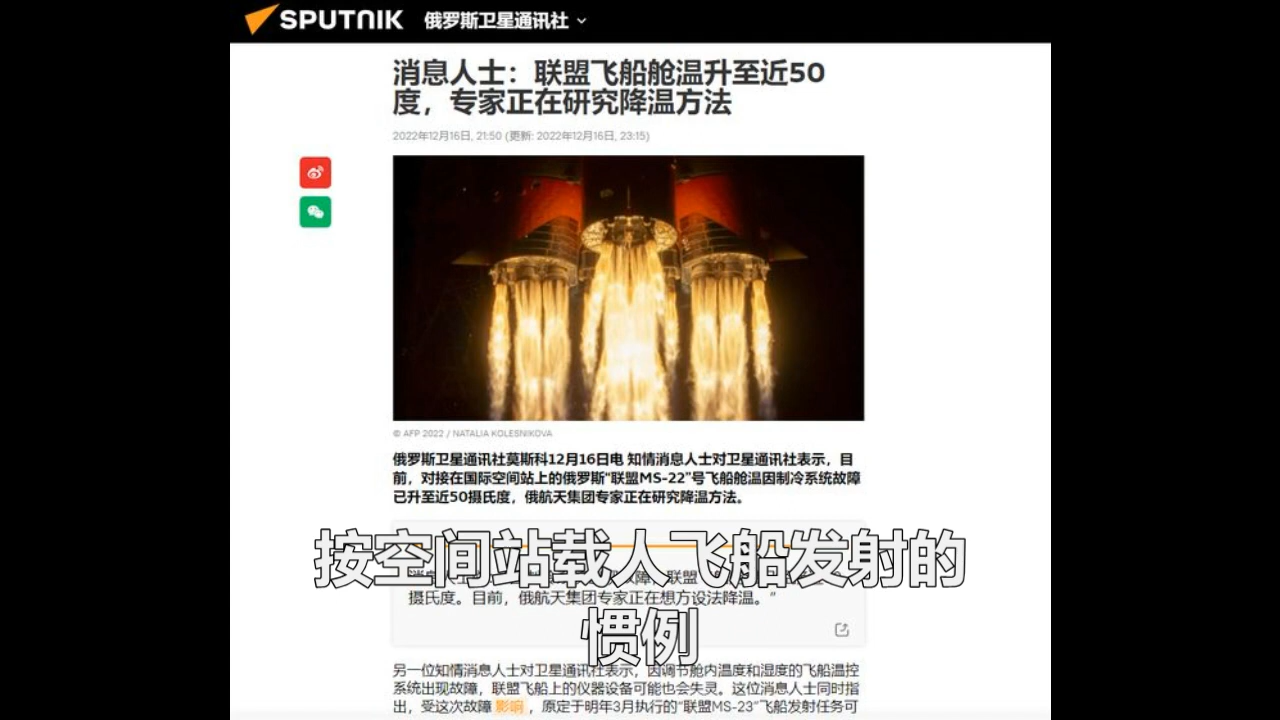 SPUTNIK 俄罗斯卫星通讯社
消息人士：联盟飞船舱温升至近50
度，专家正在研究降温方法
2022年12月16日, 21:50 (更新: 2022年12月16日, 23:15)
© AFP 2022 / NATALIA KOLESNIKOVA
俄罗斯卫星通讯社莫斯科12月16日电 知情消息人士对卫星通讯社表示，目
前，对接在国际空间站上的俄罗斯“联盟MS-22”号飞船舱温因制冷系统故障
已升至近50摄氏度，俄航天集团专家正在研究降温方法。
按空间站载人飞船发射的
摄氏度。目前，俄航天集团专家正在想方设法降温。”
惯例
另一位知情消息人士对卫星通讯社表示，因调节舱内温度和湿度的飞船温控
系统出现故障，联盟飞船上的仪器设备可能也会失灵。这位消息人士同时指
出，受这次故障影响，原定于明年3月执行的“联盟MS-23”飞船发射任务可